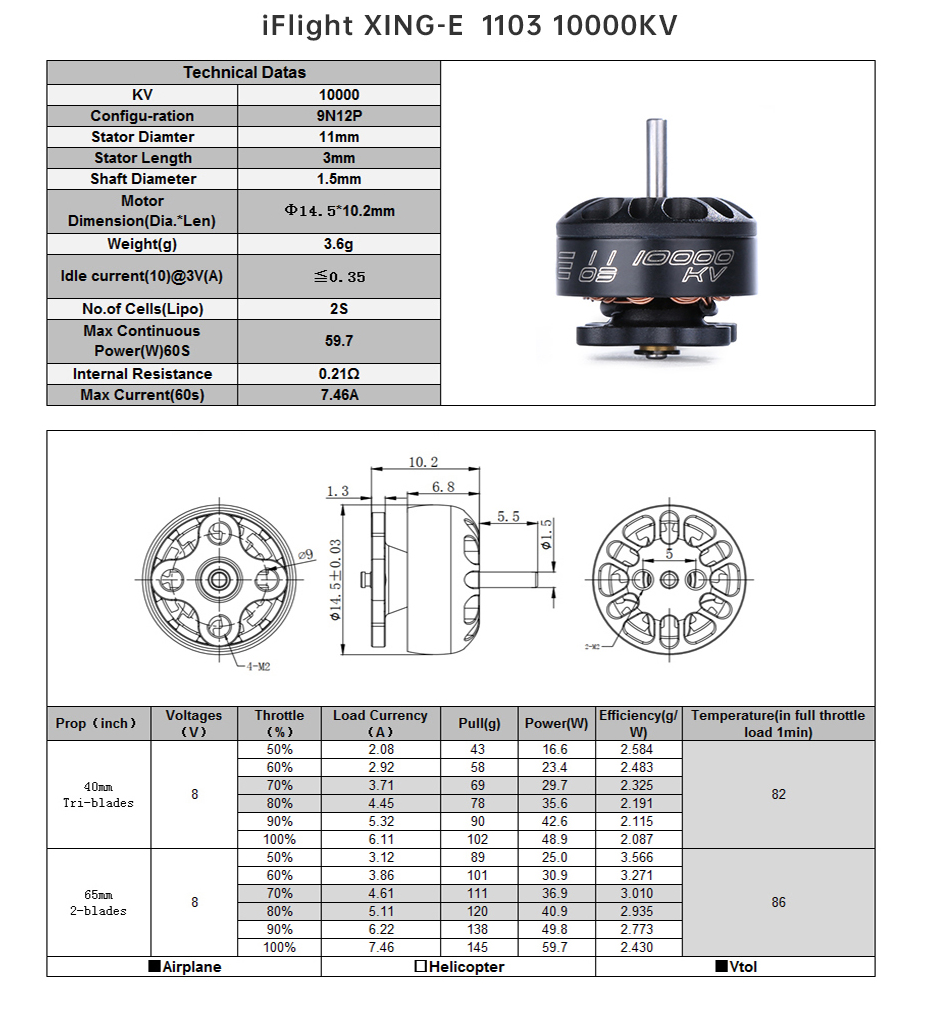 iFlight XING-E 1103 10000KV
Technical Datas
KV 10000
Configu-ration 9N12P
Stator Diamter 11mm
Stator Length 3mm
Shaft Diameter 1.5mm
Motor
Dimension(Dia.*Len) Φ14.5*10.2mm
Weight(g) 3.6g
Idle current(10)@3V(A) ≦0.35
No.of Cells(Lipo) 2S
Max Continuous
Power(W)60S 59.7
Internal Resistance 0.21Ω
Max Current(60s) 7.46A
E 11 03 10000 KV
10.2
1.3
6.8
5.5
Φ1.5
⌀9
Φ14.5±0.03
5
4-M2
2-M2
Prop（inch） Voltages（V） Throttle（%） Load Currency（A） Pull(g) Power(W) Efficiency(g/W) Temperature(in full throttle load 1min)
40mm Tri-blades 8 82
50% 2.08 43 16.6 2.584
60% 2.92 58 23.4 2.483
70% 3.71 69 29.7 2.325
80% 4.45 78 35.6 2.191
90% 5.32 90 42.6 2.115
100% 6.11 102 48.9 2.087
65mm 2-blades 8 86
50% 3.12 89 25.0 3.566
60% 3.86 101 30.9 3.271
70% 4.61 111 36.9 3.010
80% 5.11 120 40.9 2.935
90% 6.22 138 49.8 2.773
100% 7.46 145 59.7 2.430
■Airplane □Helicopter ■Vtol